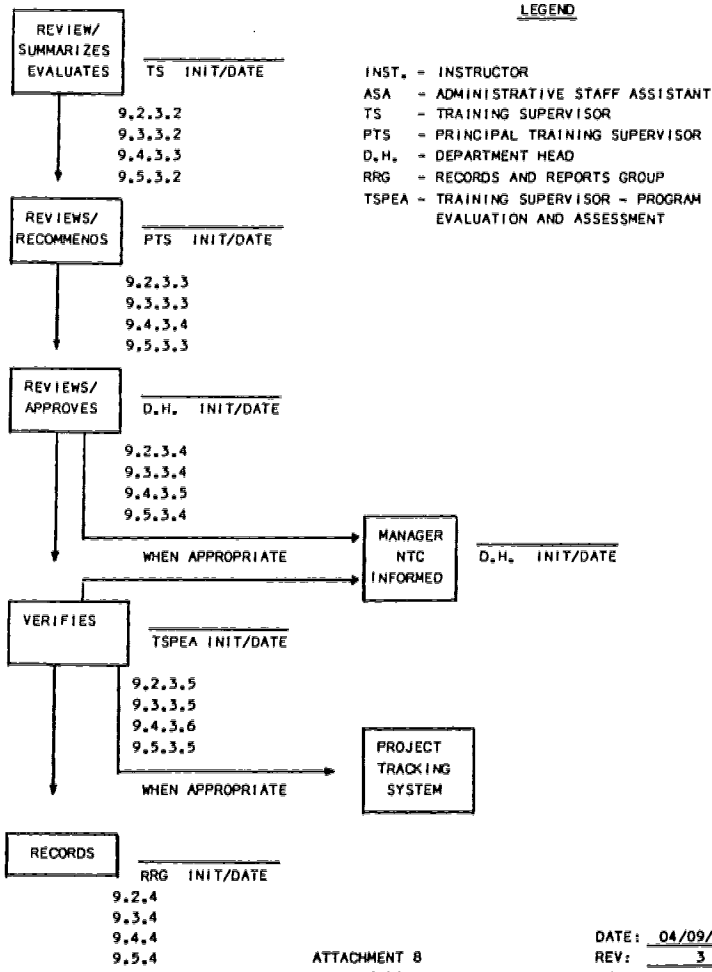 REVIEW/
SUMMARIZES
EVALUATES
TS INIT/DATE
9.2.3.2
9.3.3.2
9.4.3.3
9.5.3.2
LEGEND
INST. - INSTRUCTOR
ASA - ADMINISTRATIVE STAFF ASSISTANT
TS - TRAINING SUPERVISOR
PTS - PRINCIPAL TRAINING SUPERVISOR
D.H. - DEPARTMENT HEAD
RRG - RECORDS AND REPORTS GROUP
TSPEA - TRAINING SUPERVISOR - PROGRAM
EVALUATION AND ASSESSMENT
REVIEWS/
RECOMMENDS
PTS INIT/DATE
9.2.3.3
9.3.3.3
9.4.3.4
9.5.3.3
REVIEWS/
APPROVES
D.H. INIT/DATE
9.2.3.4
9.3.3.4
9.4.3.5
9.5.3.4
WHEN APPROPRIATE
MANAGER
NTC
INFORMED
D.H. INIT/DATE
VERIFIES
TSPEA INIT/DATE
9.2.3.5
9.3.3.5
9.4.3.6
9.5.3.5
WHEN APPROPRIATE
PROJECT
TRACKING
SYSTEM
RECORDS
RRG INIT/DATE
9.2.4
9.3.4
9.4.4
9.5.4
ATTACHMENT 8
DATE: 04/09/
REV: 3